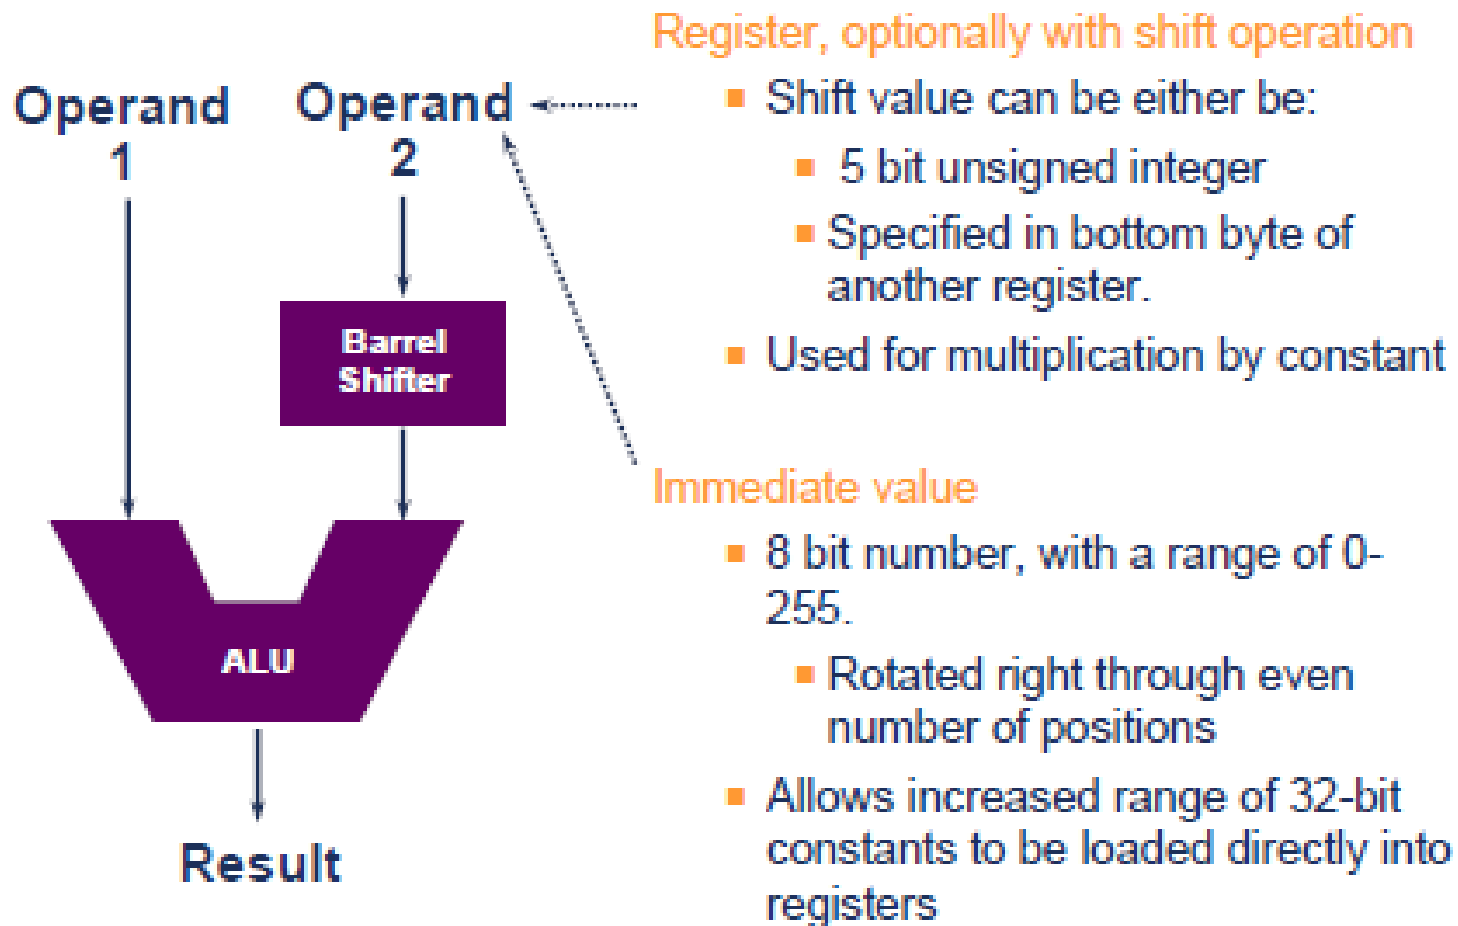 Operand
1
Operand
2
Barrel
Shifter
ALU
Result
Register, optionally with shift operation
Shift value can be either be:
5 bit unsigned integer
Specified in bottom byte of
another register.
Used for multiplication by constant
Immediate value
8 bit number, with a range of 0-
255.
Rotated right through even
number of positions
Allows increased range of 32-bit
constants to be loaded directly into
registers